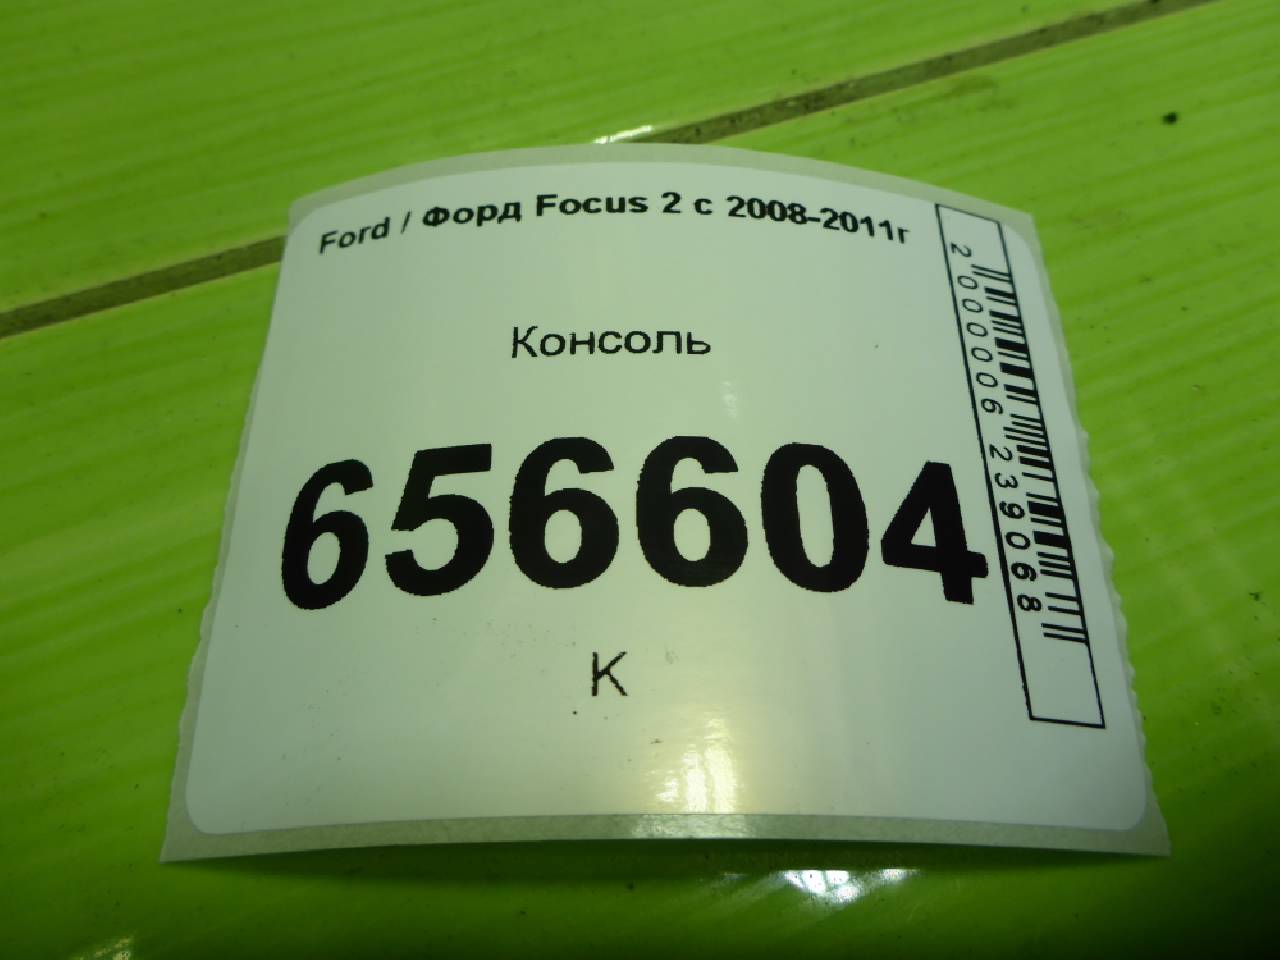 Ford / Форд Focus 2 с 2008-2011г
Консоль
656604
К
2000006239068